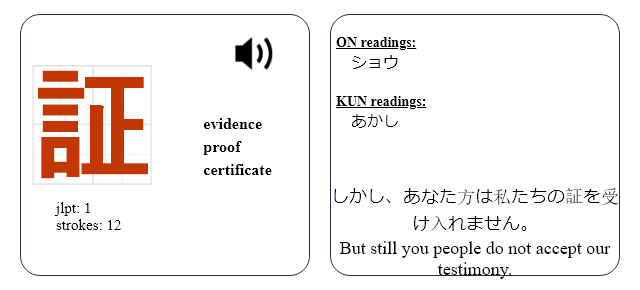 証
evidence
proof
certificate
jlpt: 1
strokes: 12
ON readings:
ショウ
KUN readings:
あかし
しかし、あなた方は私たちの証を受
け入れません。
But still you people do not accept our
testimony.